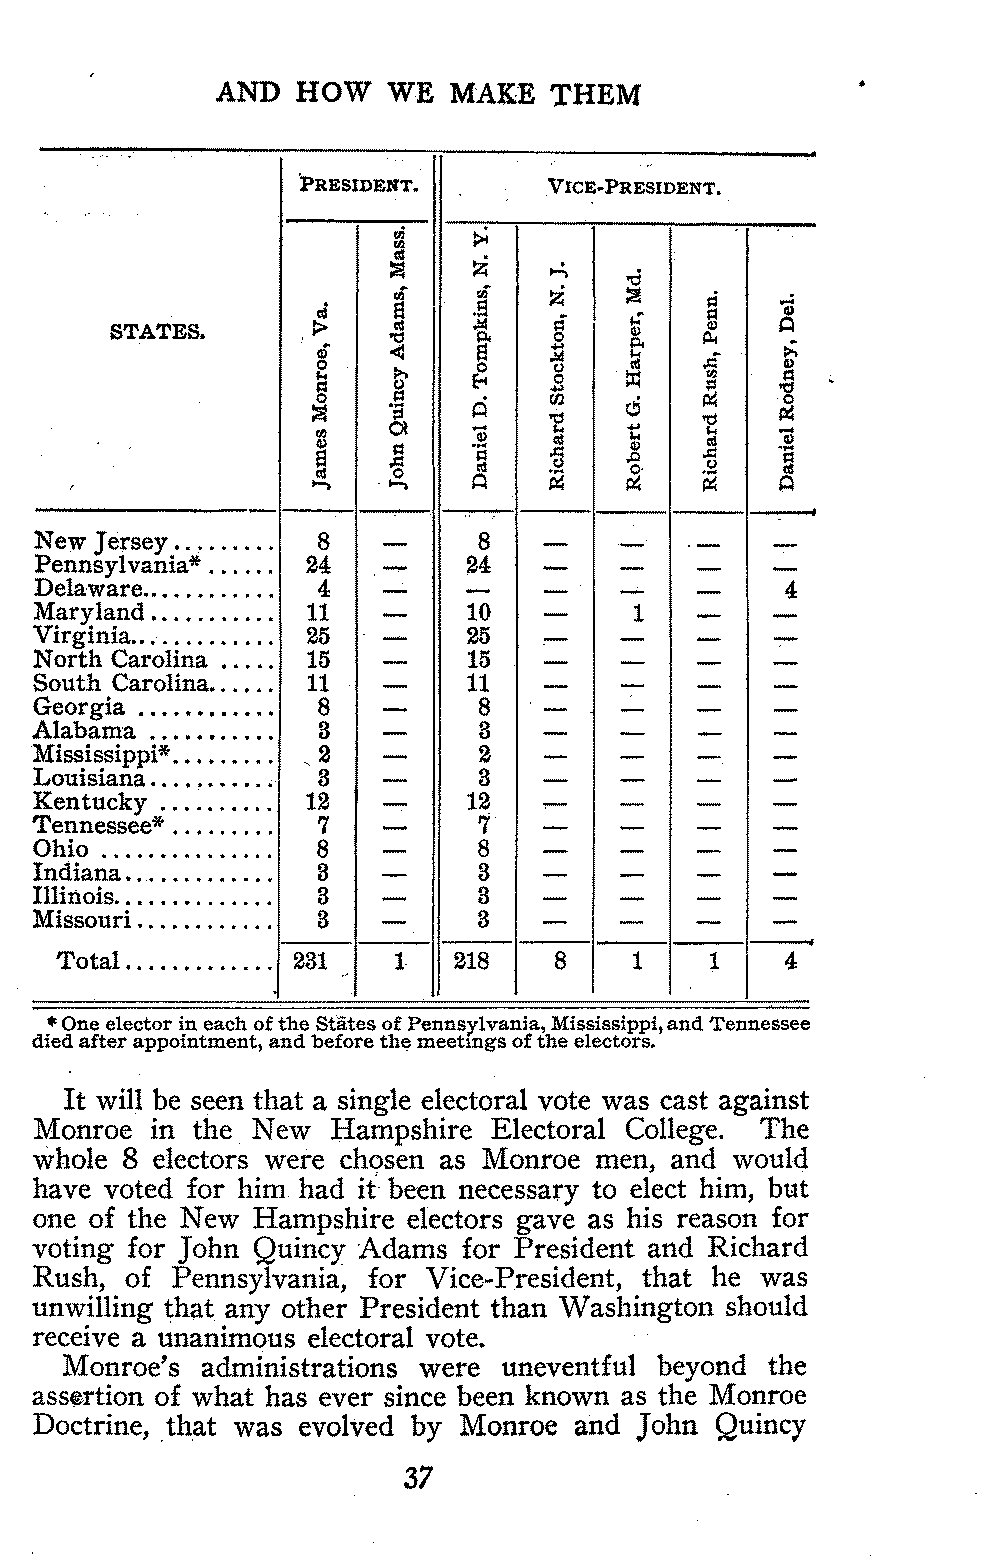 AND HOW WE MAKE THEM
STATES.
PRESIDENT.
VICE-PRESIDENT.
James Monroe, Va.
John Quincy Adams, Mass.
Daniel D. Tompkins, N. Y.
Richard Stockton, N. J.
Robert G. Harper, Md.
Richard Rush, Penn.
Daniel Rodney, Del.
New Jersey......... 8 — 8 — — — —
Pennsylvania*...... 24 — 24 — — — —
Delaware............ 4 — — — — — 4
Maryland........... 11 — 10 — 1 — —
Virginia............. 25 — 25 — — — —
North Carolina ..... 15 — 15 — — — —
South Carolina...... 11 — 11 — — — —
Georgia ............ 8 — 8 — — — —
Alabama ........... 3 — 3 — — — —
Mississippi*......... 2 — 2 — — — —
Louisiana........... 3 — 3 — — — —
Kentucky .......... 12 — 12 — — — —
Tennessee*......... 7 — 7 — — — —
Ohio ............... 8 — 8 — — — —
Indiana............. 3 — 3 — — — —
Illinois.............. 3 — 3 — — — —
Missouri............ 3 — 3 — — — —
Total............. 231 1 218 8 1 1 4
* One elector in each of the States of Pennsylvania, Mississippi, and Tennessee
died after appointment, and before the meetings of the electors.
It will be seen that a single electoral vote was cast against
Monroe in the New Hampshire Electoral College. The
whole 8 electors were chosen as Monroe men, and would
have voted for him had it been necessary to elect him, but
one of the New Hampshire electors gave as his reason for
voting for John Quincy Adams for President and Richard
Rush, of Pennsylvania, for Vice-President, that he was
unwilling that any other President than Washington should
receive a unanimous electoral vote.
Monroe's administrations were uneventful beyond the
assertion of what has ever since been known as the Monroe
Doctrine, that was evolved by Monroe and John Quincy
37